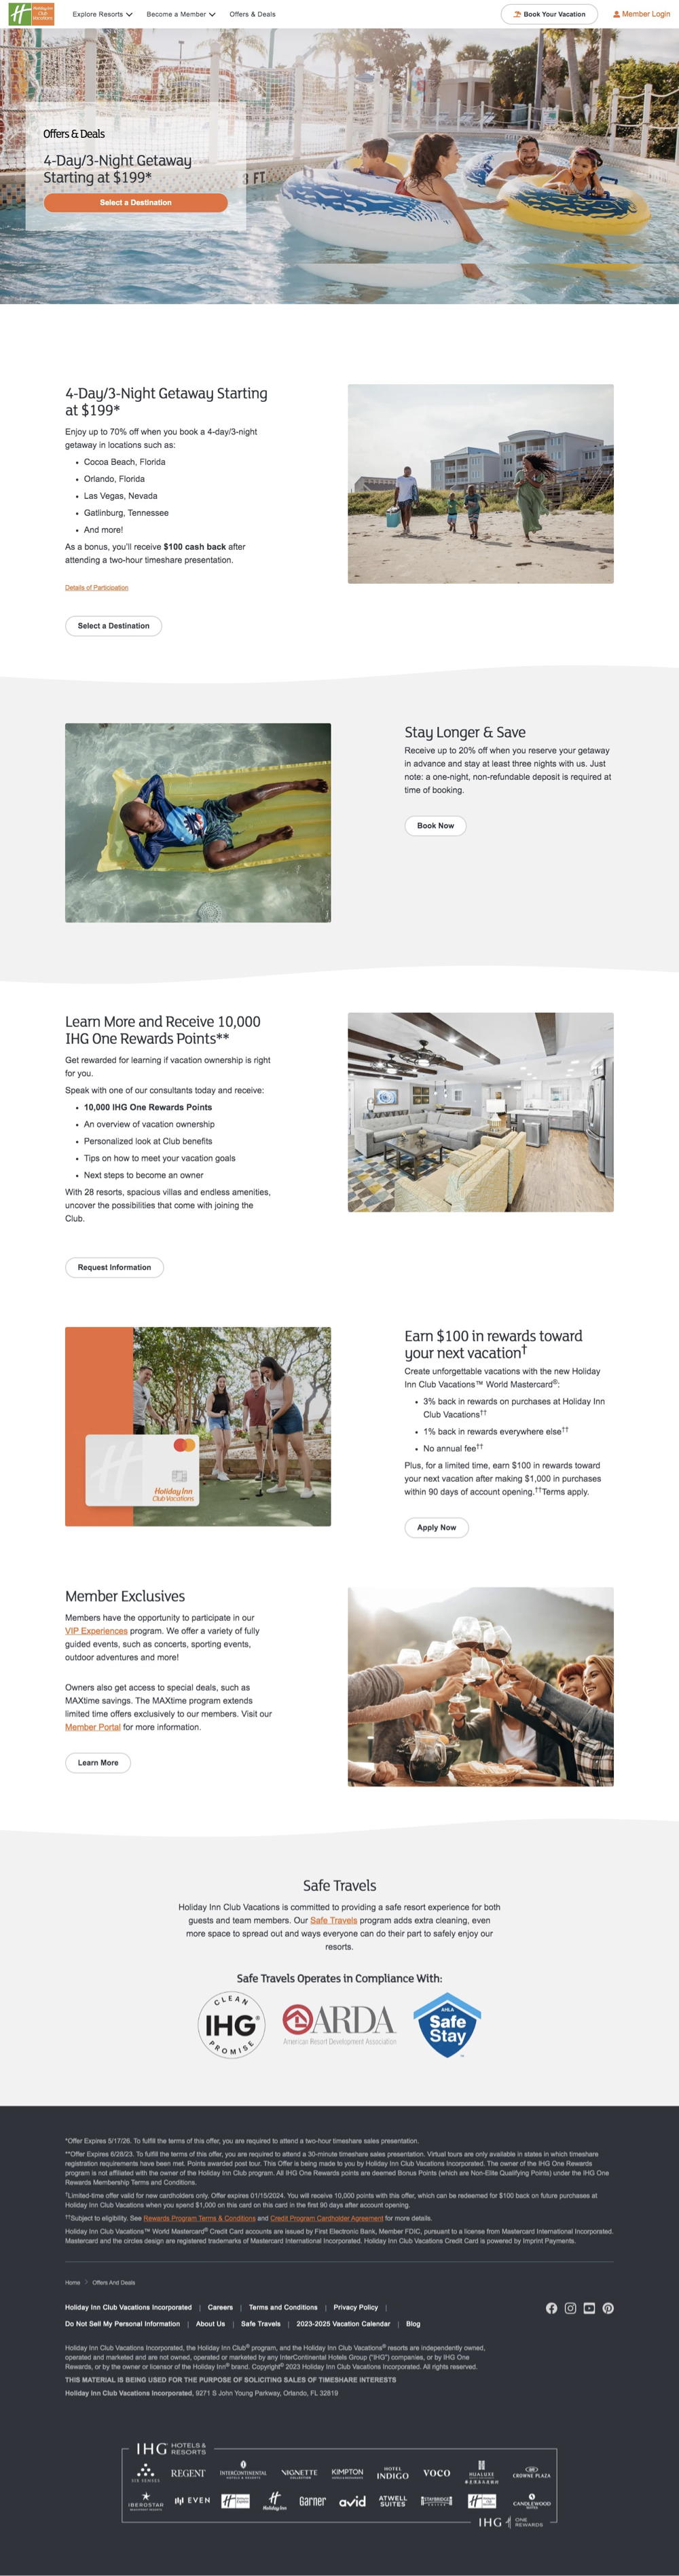 Holiday Inn
Club
Vacations
Explore Resorts
Become a Member
Offers & Deals
Book Your Vacation
Member Login
Offers & Deals
4-Day/3-Night Getaway
Starting at $199*
Select a Destination
3 FT
4-Day/3-Night Getaway Starting
at $199*
Enjoy up to 70% off when you book a 4-day/3-night
getaway in locations such as:
• Cocoa Beach, Florida
• Orlando, Florida
• Las Vegas, Nevada
• Gatlinburg, Tennessee
• And more!
As a bonus, you'll receive $100 cash back after
attending a two-hour timeshare presentation.
Details of Participation
Select a Destination
Stay Longer & Save
Receive up to 20% off when you reserve your getaway
in advance and stay at least three nights with us. Just
note: a one-night, non-refundable deposit is required at
time of booking.
Book Now
Learn More and Receive 10,000
IHG One Rewards Points**
Get rewarded for learning if vacation ownership is right
for you.
Speak with one of our consultants today and receive:
• 10,000 IHG One Rewards Points
• An overview of vacation ownership
• Personalized look at Club benefits
• Tips on how to meet your vacation goals
• Next steps to become an owner
With 28 resorts, spacious villas and endless amenities,
uncover the possibilities that come with joining the
Club.
Request Information
Holiday Inn
Club Vacations
Earn $100 in rewards toward
your next vacation†
Create unforgettable vacations with the new Holiday
Inn Club Vacations™ World Mastercard®:
• 3% back in rewards on purchases at Holiday Inn
Club Vacations††
• 1% back in rewards everywhere else††
• No annual fee††
Plus, for a limited time, earn $100 in rewards toward
your next vacation after making $1,000 in purchases
within 90 days of account opening.††Terms apply.
Apply Now
Member Exclusives
Members have the opportunity to participate in our
VIP Experiences program. We offer a variety of fully
guided events, such as concerts, sporting events,
outdoor adventures and more!
Owners also get access to special deals, such as
MAXtime savings. The MAXtime program extends
limited time offers exclusively to our members. Visit our
Member Portal for more information.
Learn More
Safe Travels
Holiday Inn Club Vacations is committed to providing a safe resort experience for both
guests and team members. Our Safe Travels program adds extra cleaning, even
more space to spread out and ways everyone can do their part to safely enjoy our
resorts.
Safe Travels Operates in Compliance With:
CLEAN
IHG®
PROMISE
ARDA
American Resort Development Association
AHLA
Safe
Stay
™
*Offer Expires 5/17/26. To fulfill the terms of this offer, you are required to attend a two-hour timeshare sales presentation.
**Offer Expires 6/28/23. To fulfill the terms of this offer, you are required to attend a 30-minute timeshare sales presentation. Virtual tours are only available in states in which timeshare
registration requirements have been met. Points awarded post tour. This Offer is being made to you by Holiday Inn Club Vacations Incorporated. The owner of the IHG One Rewards
program is not affiliated with the owner of the Holiday Inn Club program. All IHG One Rewards points are deemed Bonus Points (which are Non-Elite Qualifying Points) under the IHG One
Rewards Membership Terms and Conditions.
†Limited-time offer valid for new cardholders only. Offer expires 01/15/2024. You will receive 10,000 points with this offer, which can be redeemed for $100 back on future purchases at
Holiday Inn Club Vacations when you spend $1,000 on this card on this card in the first 90 days after account opening.
††Subject to eligibility. See Rewards Program Terms & Conditions and Credit Program Cardholder Agreement for more details.
Holiday Inn Club Vacations™ World Mastercard® Credit Card accounts are issued by First Electronic Bank, Member FDIC, pursuant to a license from Mastercard International Incorporated.
Mastercard and the circles design are registered trademarks of Mastercard International Incorporated. Holiday Inn Club Vacations Credit Card is powered by Imprint Payments.
Home > Offers And Deals
Holiday Inn Club Vacations Incorporated | Careers | Terms and Conditions | Privacy Policy |
Do Not Sell My Personal Information | About Us | Safe Travels | 2023-2025 Vacation Calendar | Blog
Holiday Inn Club Vacations Incorporated, the Holiday Inn Club® program, and the Holiday Inn Club Vacations® resorts are independently owned,
operated and marketed and are not owned, operated or marketed by any InterContinental Hotels Group ("IHG") companies, or by IHG One
Rewards, or by the owner or licensor of the Holiday Inn® brand. Copyright© 2023 Holiday Inn Club Vacations Incorporated. All rights reserved.
THIS MATERIAL IS BEING USED FOR THE PURPOSE OF SOLICITING SALES OF TIMESHARE INTERESTS
Holiday Inn Club Vacations Incorporated, 9271 S John Young Parkway, Orlando, FL 32819
IHG HOTELS &
RESORTS
SIX SENSES
REGENT
INTERCONTINENTAL
HOTELS & RESORTS
VIGNETTE
COLLECTION
KIMPTON
HOTEL
INDIGO
VOCO
HUALUXE
CROWNE PLAZA
IBEROSTAR
EVEN
Holiday Inn
Garner
avid
ATWELL
SUITES
STAYBRIDGE
CANDLEWOOD
IHG
ONE
REWARDS